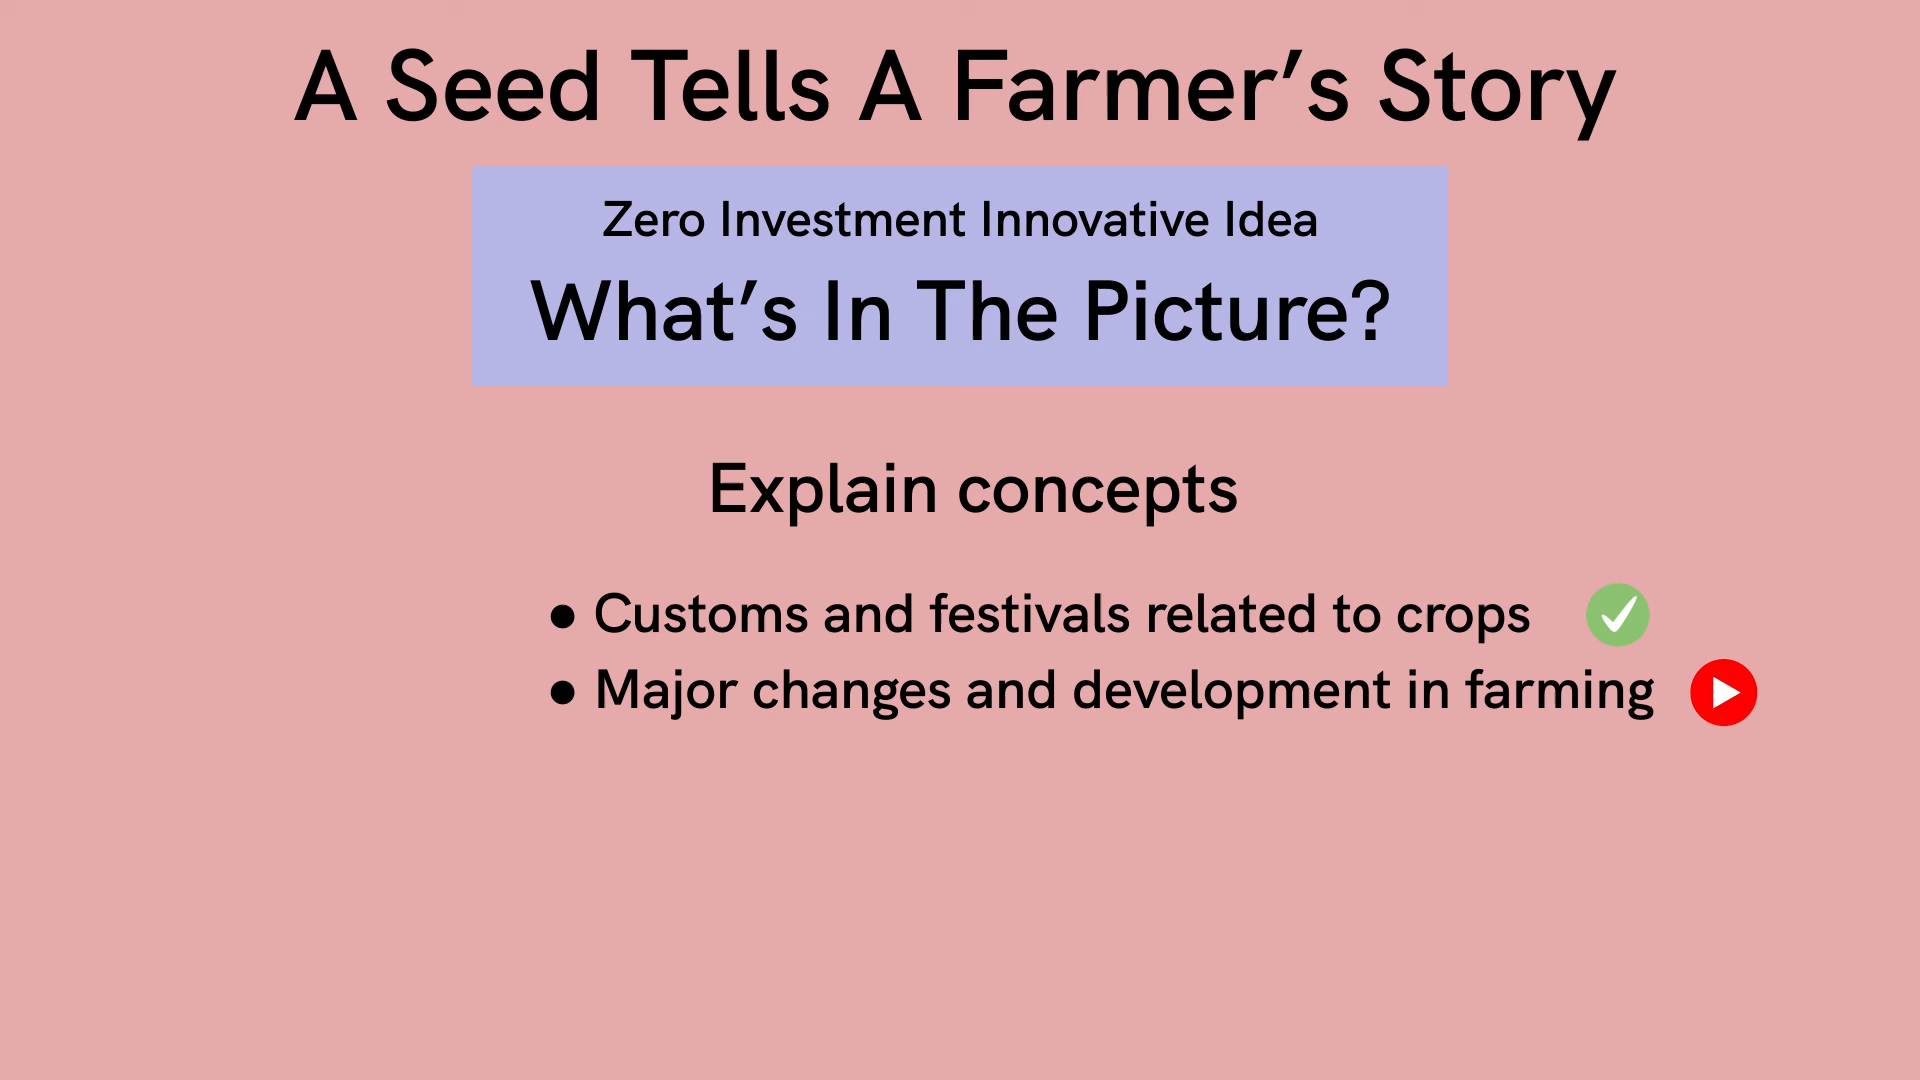 A Seed Tells A Farmer’s Story
Zero Investment Innovative Idea
What’s In The Picture?
Explain concepts
● Customs and festivals related to crops
● Major changes and development in farming